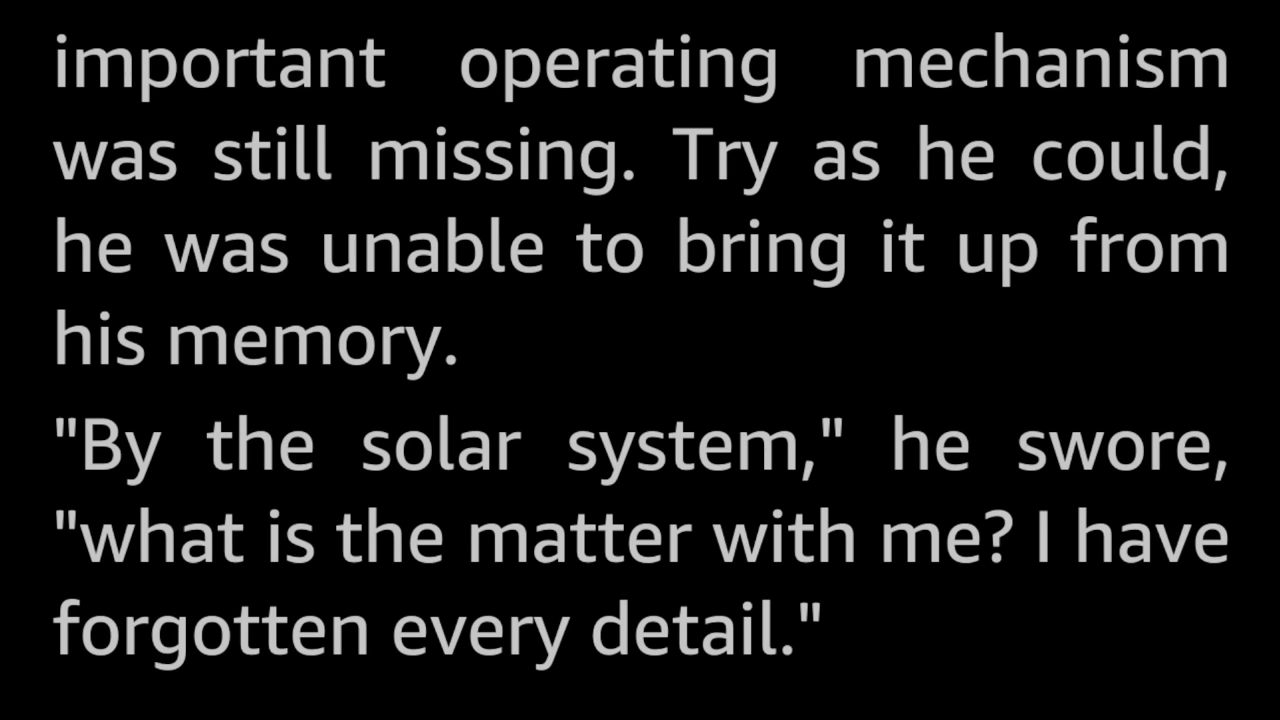 important operating mechanism
was still missing. Try as he could,
he was unable to bring it up from
his memory.
"By the solar system," he swore,
"what is the matter with me? I have
forgotten every detail."